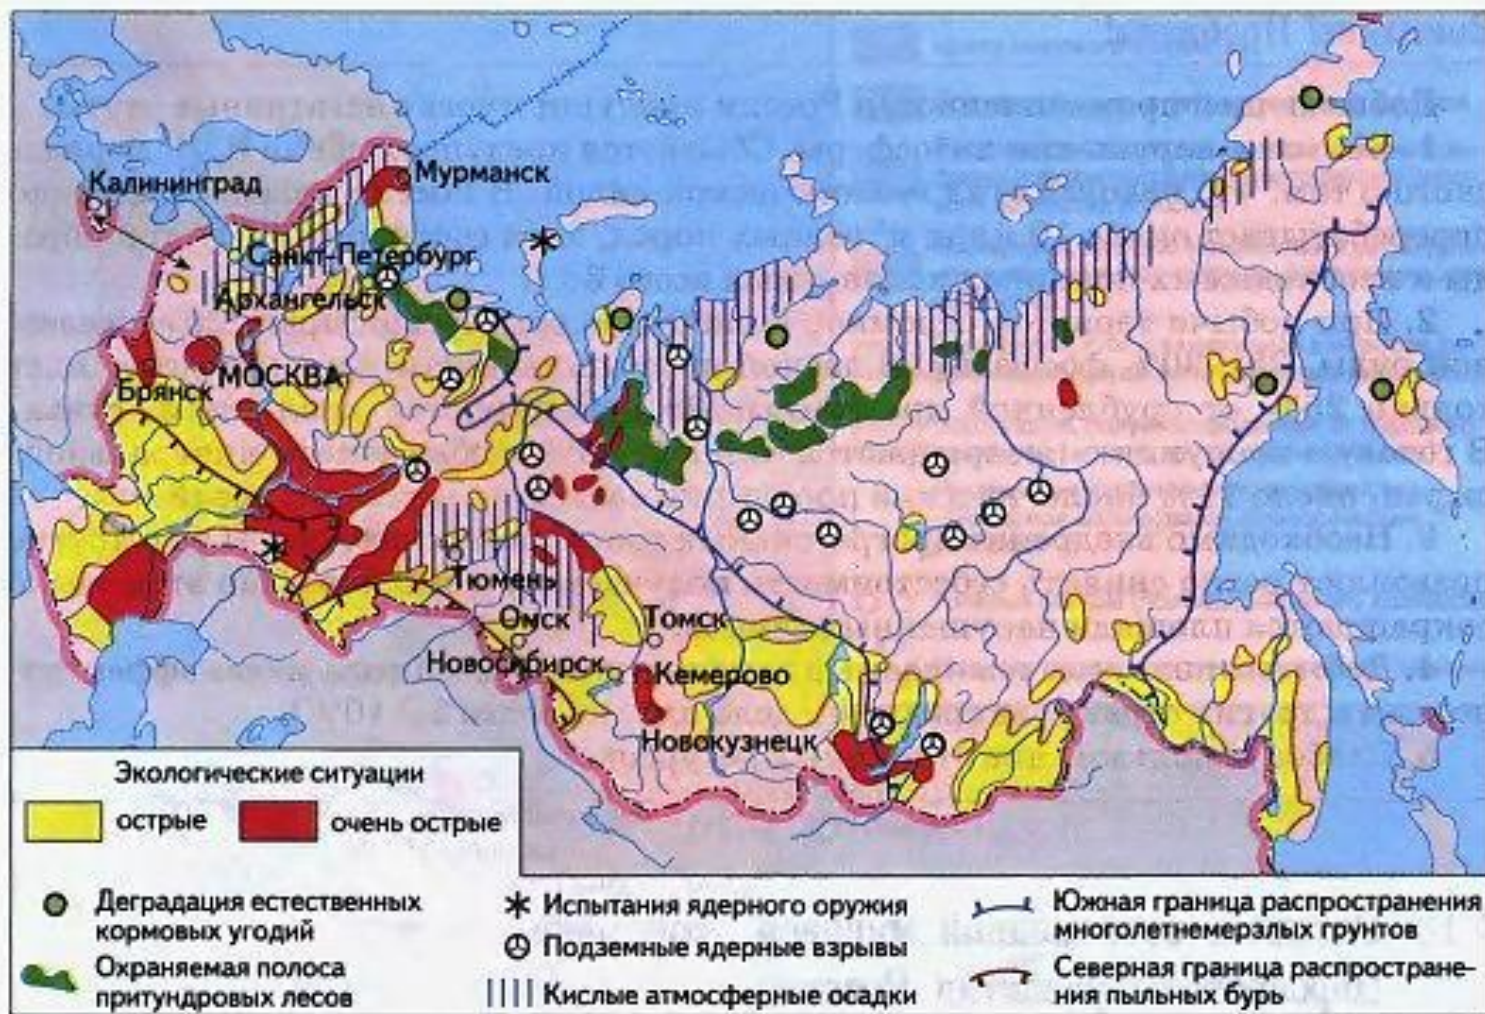 Калининград
Мурманск
Санкт-Петербург
Архангельск
МОСКВА
Брянск
Тюмень
Омск
Томск
Новосибирск
Кемерово
Новокузнецк
Экологические ситуации
острые
очень острые
Деградация естественных
кормовых угодий
Охраняемая полоса
притундровых лесов
Испытания ядерного оружия
Подземные ядерные взрывы
Кислые атмосферные осадки
Южная граница распространения
многолетнемерзлых грунтов
Северная граница распростране-
ния пыльных бурь